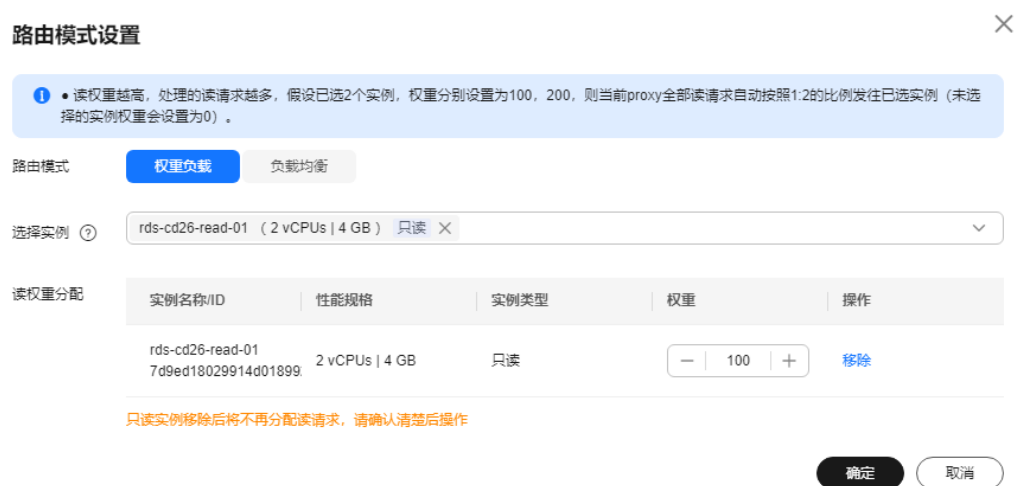 路由模式设置
● 读权重越高，处理的读请求越多，假设已选2个实例，权重分别设置为100，200，则当前proxy全部读请求自动按照1:2的比例发往已选实例（未选
择的实例权重会设置为0）。
路由模式 权重负载 负载均衡
选择实例 rds-cd26-read-01 （ 2 vCPUs | 4 GB ） 只读
读权重分配 实例名称/ID 性能规格 实例类型 权重 操作
rds-cd26-read-01
7d9ed18029914d01899 2 vCPUs | 4 GB 只读 100 移除
只读实例移除后将不再分配读请求，请确认清楚后操作
确定 取消